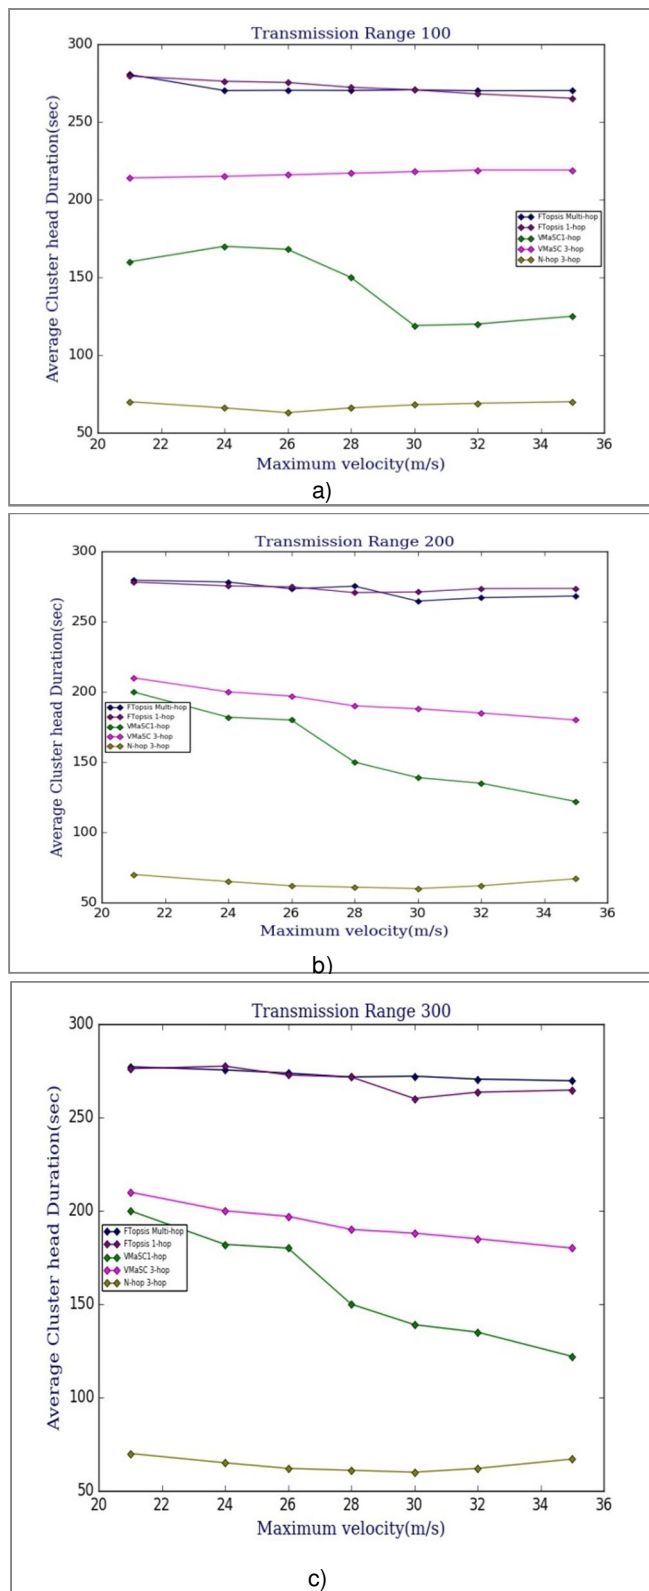 Transmission Range 100
300
250
200
150
100
50
Average Cluster head Duration(sec)
FTopsis Multi-hop
FTopsis 1-hop
VMaSC1-hop
VMaSC 3-hop
N-hop 3-hop
20 22 24 26 28 30 32 34 36
Maximum velocity(m/s)
a)
Transmission Range 200
300
250
200
150
100
50
Average Cluster head Duration(sec)
FTopsis Multi-hop
FTopsis 1-hop
VMaSC1-hop
VMaSC 3-hop
N-hop 3-hop
20 22 24 26 28 30 32 34 36
Maximum velocity(m/s)
b)
Transmission Range 300
300
250
200
150
100
50
Average Cluster head Duration(sec)
FTopsis Multi-hop
FTopsis 1-hop
VMaSC1-hop
VMaSC 3-hop
N-hop 3-hop
20 22 24 26 28 30 32 34 36
Maximum velocity(m/s)
c)